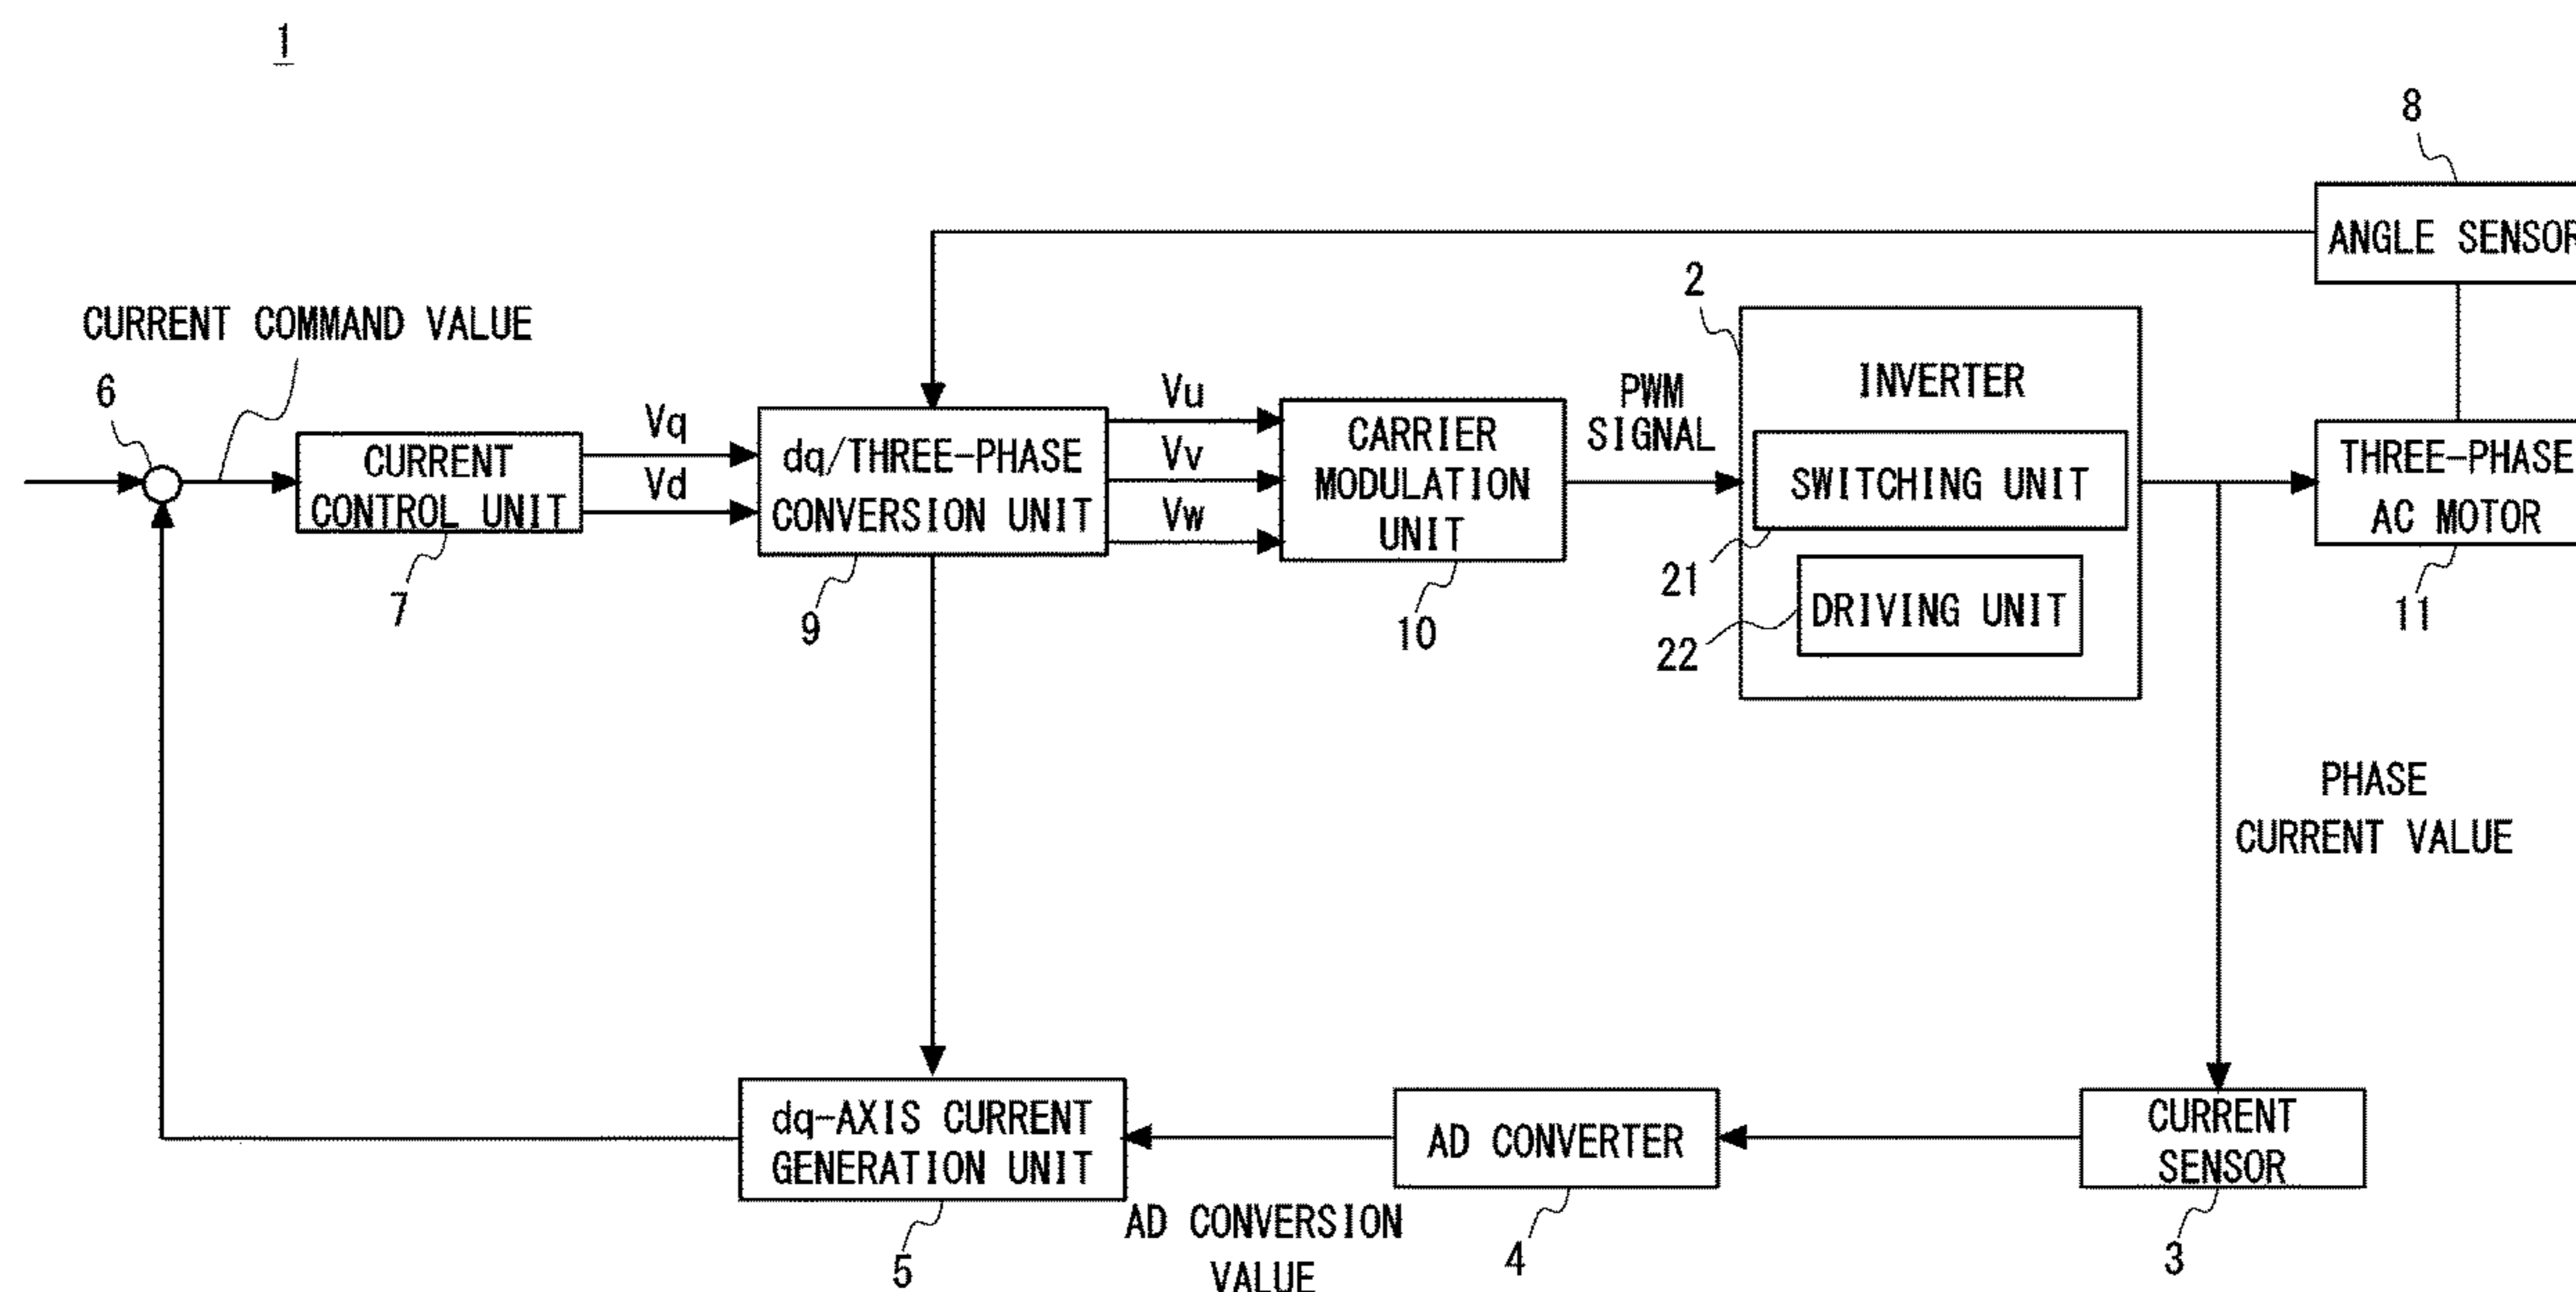 1
8
ANGLE SENSOR
2
CURRENT COMMAND VALUE
6
CURRENT
CONTROL UNIT
7
Vq
Vd
dq/THREE-PHASE
CONVERSION UNIT
9
Vu
Vv
Vw
CARRIER
MODULATION
UNIT
10
PWM
SIGNAL
INVERTER
SWITCHING UNIT
21
DRIVING UNIT
22
THREE-PHASE
AC MOTOR
11
PHASE
CURRENT VALUE
dq-AXIS CURRENT
GENERATION UNIT
5
AD CONVERSION
VALUE
AD CONVERTER
4
CURRENT
SENSOR
3